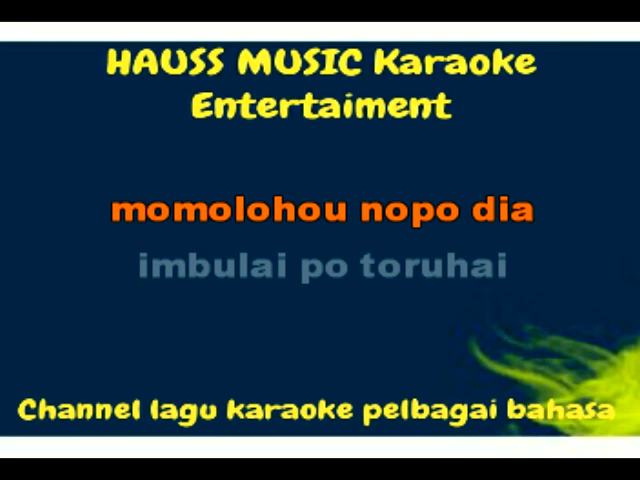 HAUSS MUSIC Karaoke
Entertaiment
momolohou nopo dia
imbulai po toruhai
Channel lagu karaoke pelbagai bahasa